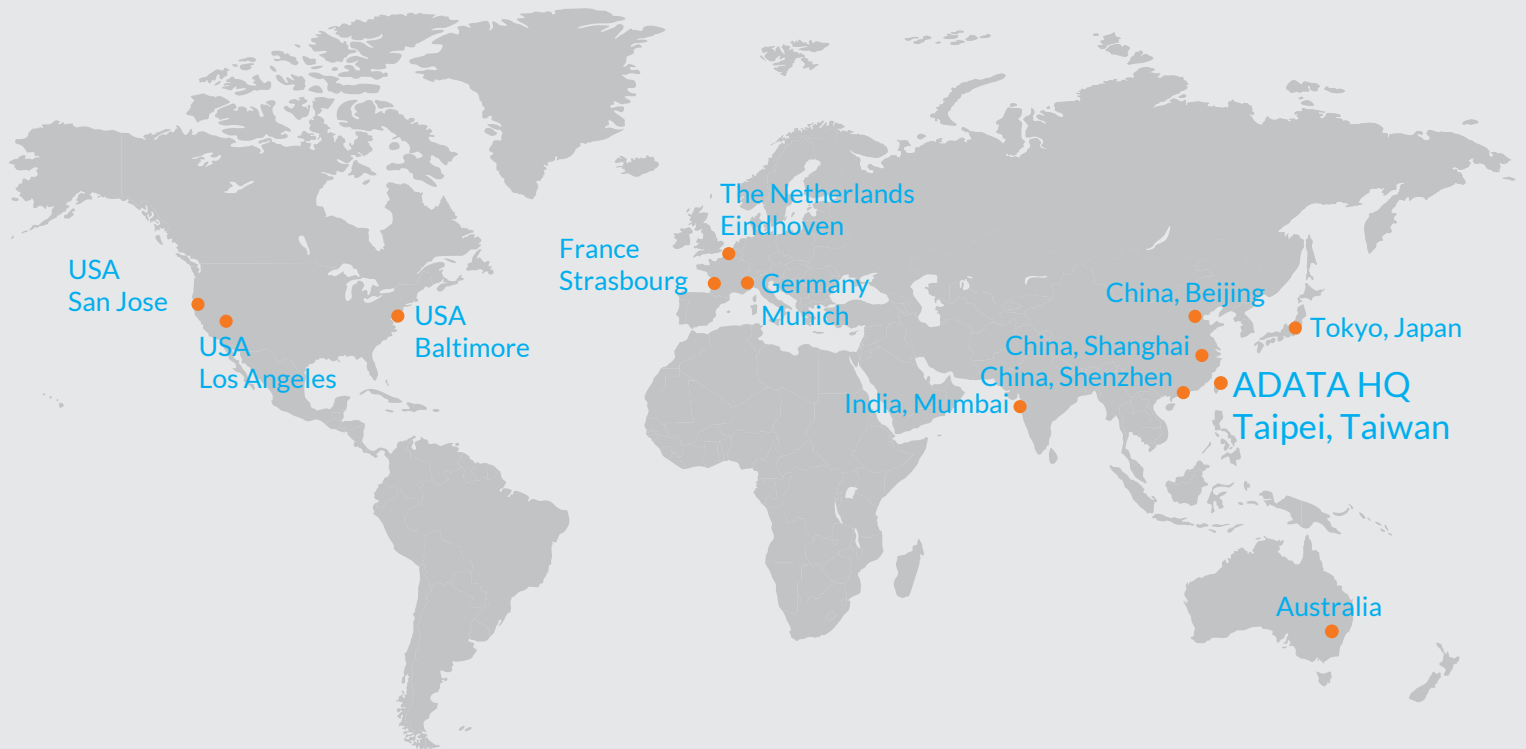 The Netherlands
Eindhoven
France
Strasbourg
Germany
Munich
USA
San Jose
USA
Los Angeles
USA
Baltimore
China, Beijing
Tokyo, Japan
China, Shanghai
China, Shenzhen
India, Mumbai
ADATA HQ
Taipei, Taiwan
Australia